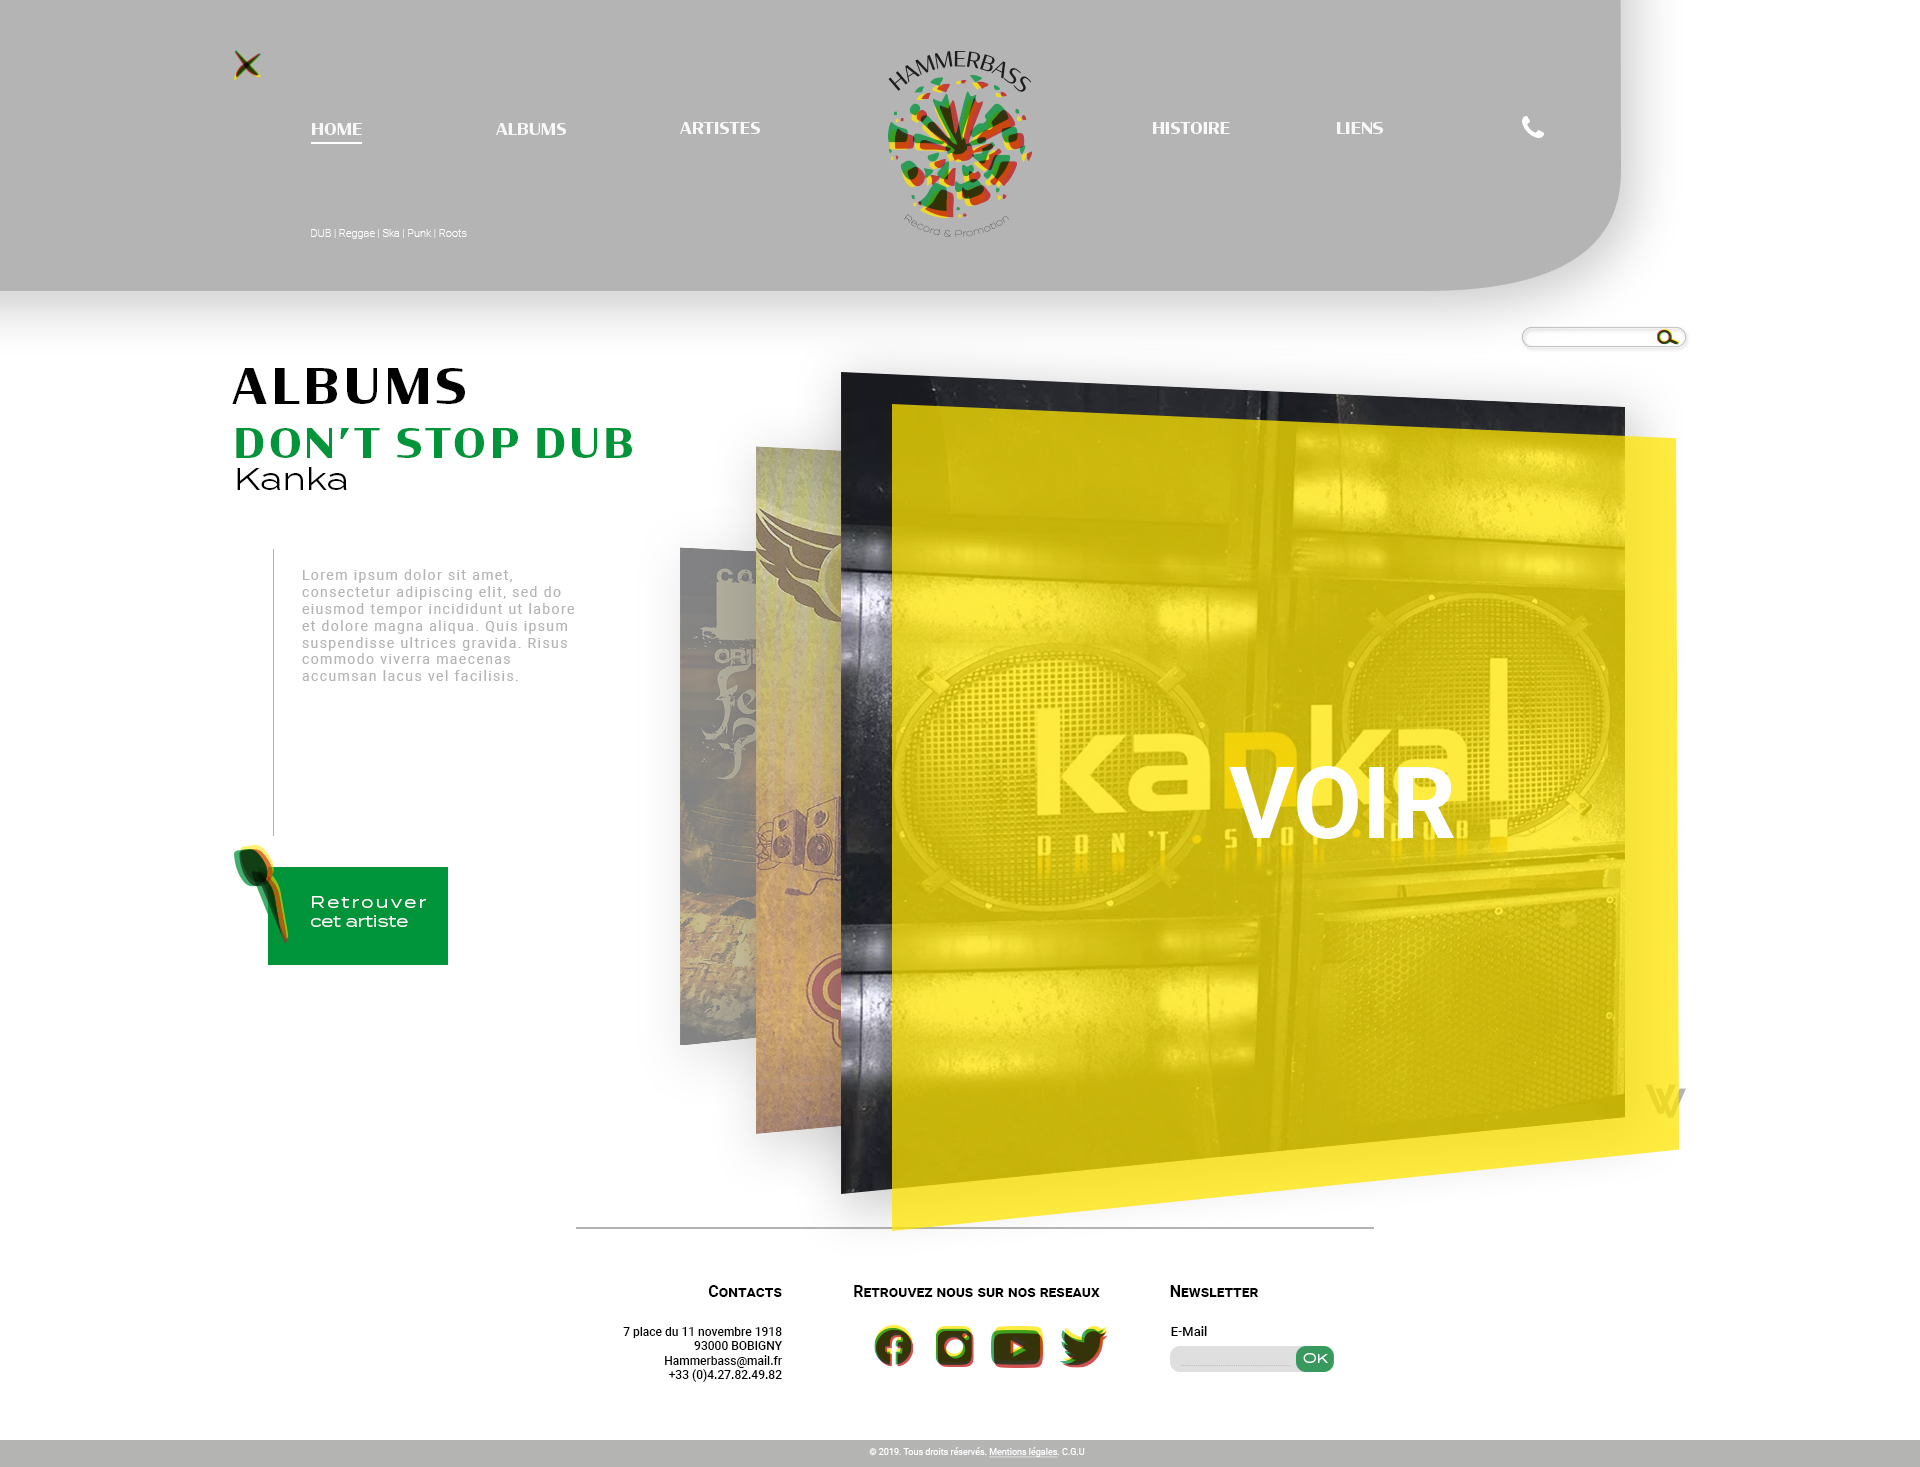 HAMMERBASS
HOME
ALBUMS
ARTISTES
HISTOIRE
LIENS
Record & Promotion
DUB | Reggae | Ska | Punk | Roots
ALBUMS
DON'T STOP DUB
Kanka
Lorem ipsum dolor sit amet,
consectetur adipiscing elit, sed do
eiusmod tempor incididunt ut labore
et dolore magna aliqua. Quis ipsum
suspendisse ultrices gravida. Risus
commodo viverra maecenas
accumsan lacus vel facilisis.
Retrouver
cet artiste
kanka!
VOIR
DON'T • STOP • DUB
CONTACTS
7 place du 11 novembre 1918
93000 BOBIGNY
Hammerbass@mail.fr
+33 (0)4.27.82.49.82
RETROUVEZ NOUS SUR NOS RESEAUX
NEWSLETTER
E-Mail
OK
© 2019. Tous droits réservés. Mentions légales. C.G.U